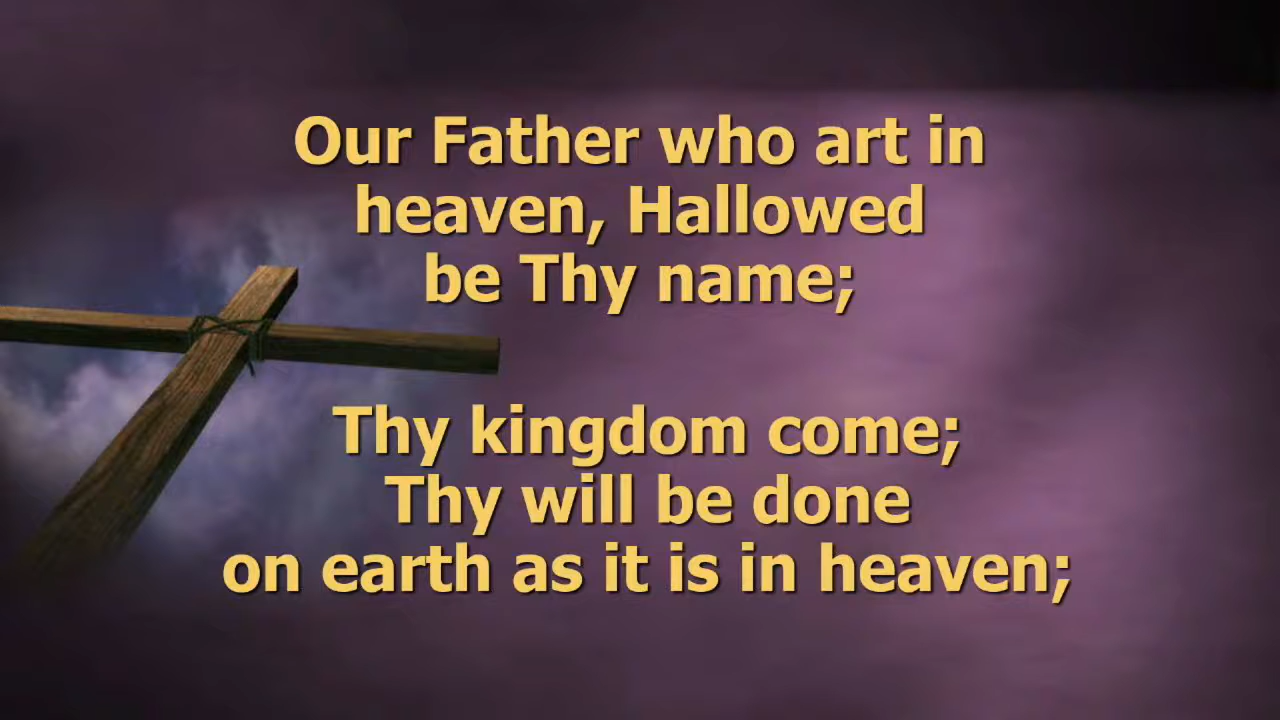 Our Father who art in
heaven, Hallowed
be Thy name;
Thy kingdom come;
Thy will be done
on earth as it is in heaven;